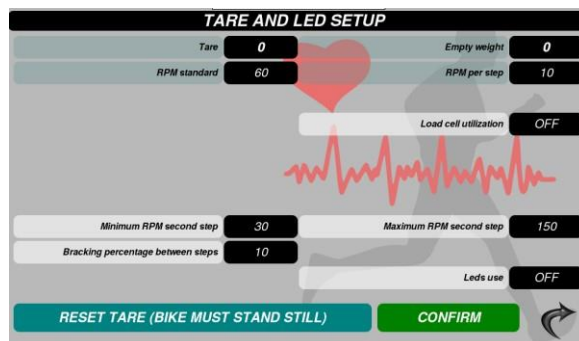 TARE AND LED SETUP
Tare 0 Empty weight 0
RPM standard 60 RPM per step 10
Load cell utilization OFF
Minimum RPM second step 30 Maximum RPM second step 150
Bracking percentage between steps 10
Leds use OFF
RESET TARE (BIKE MUST STAND STILL) CONFIRM